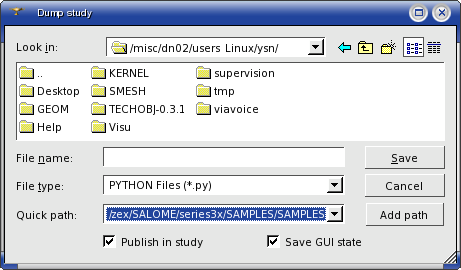 Dump study
Look in: /misc/dn02/users Linux/ysn/
.. KERNEL supervision
Desktop SMESH tmp
GEOM TECHOBJ-0.3.1 viavoice
Help Visu
File name: Save
File type: PYTHON Files (*.py) Cancel
Quick path: /zex/SALOME/series3x/SAMPLES/SAMPLES Add path
Publish in study Save GUI state